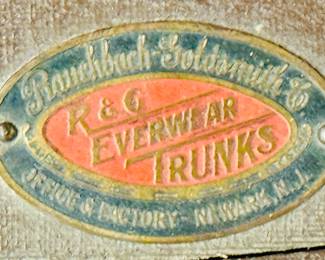 Rauchbach Goldsmith Co
R & G
EVERWEAR
TRUNKS
OFFICE & FACTORY - NEWARK, N.J.